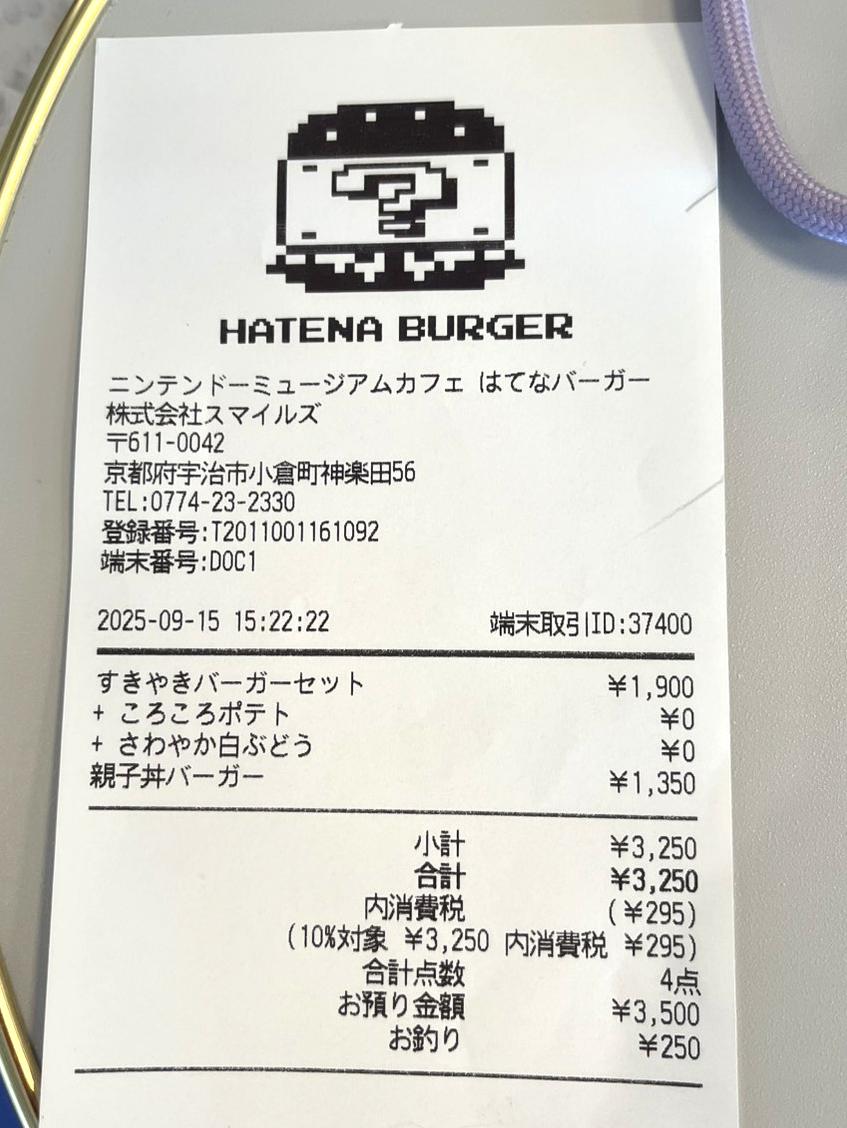 HATENA BURGER
ニンテンドーミュージアムカフェ はてなバーガー
株式会社スマイルズ
〒611-0042
京都府宇治市小倉町神楽田56
TEL:0774-23-2330
登録番号:T2011001161092
端末番号:D0C1
2025-09-15 15:22:22 端末取引ID:37400
すきやきバーガーセット ¥1,900
+ ころころポテト ¥0
+ さわやか白ぶどう ¥0
親子丼バーガー ¥1,350
小計 ¥3,250
合計 ¥3,250
内消費税 (¥295)
(10%対象 ¥3,250 内消費税 ¥295)
合計点数 4点
お預り金額 ¥3,500
お釣り ¥250